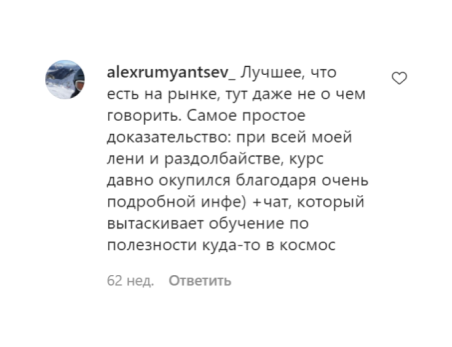 alexrumyantsev_ Лучшее, что
есть на рынке, тут даже не о чем
говорить. Самое простое
доказательство: при всей моей
лени и раздолбайстве, курс
давно окупился благодаря очень
подробной инфе) +чат, который
вытаскивает обучение по
полезности куда-то в космос
62 нед. Ответить